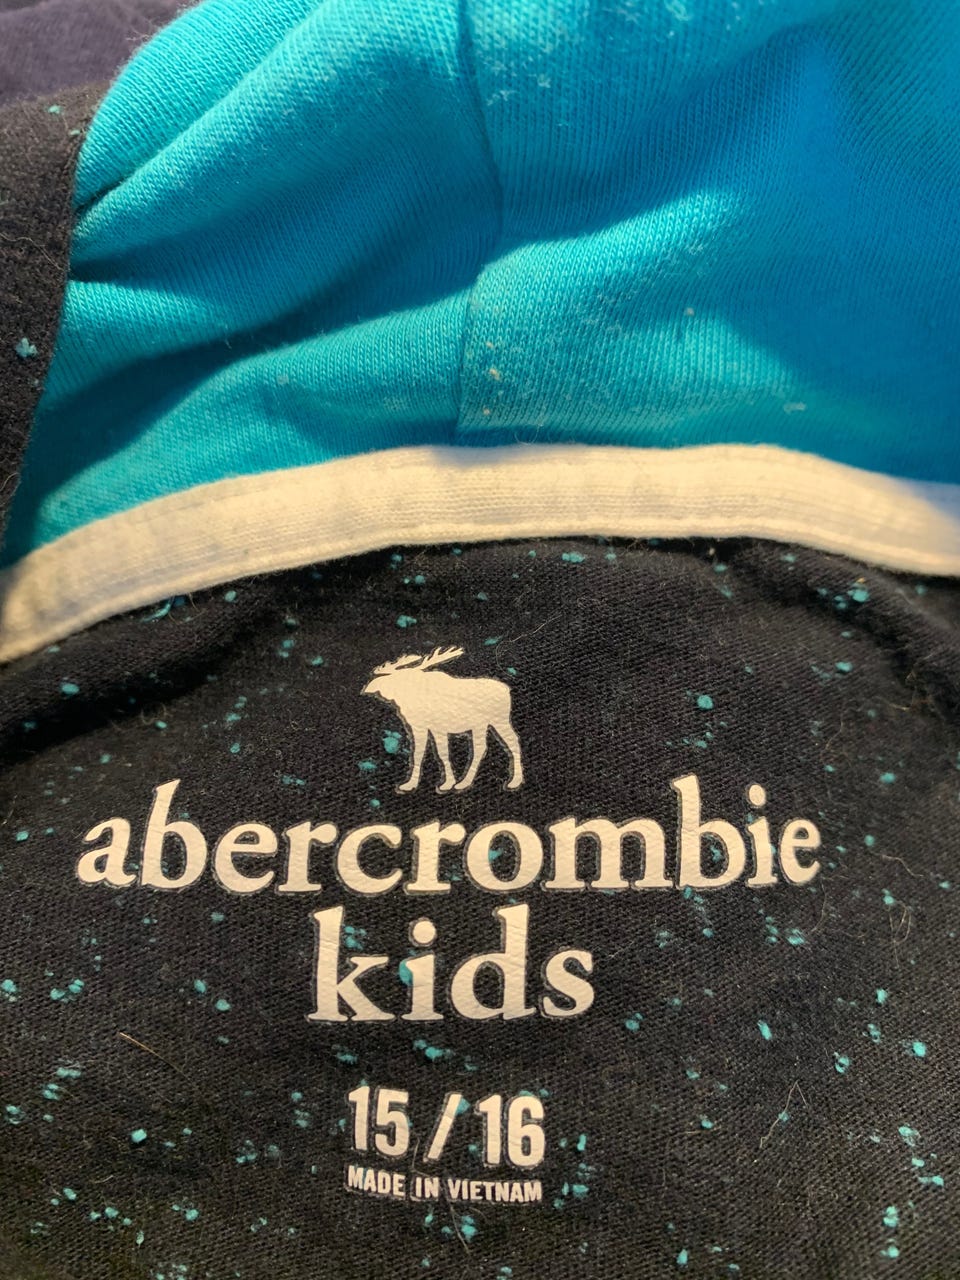 abercrombie
kids
15 / 16
MADE IN VIETNAM